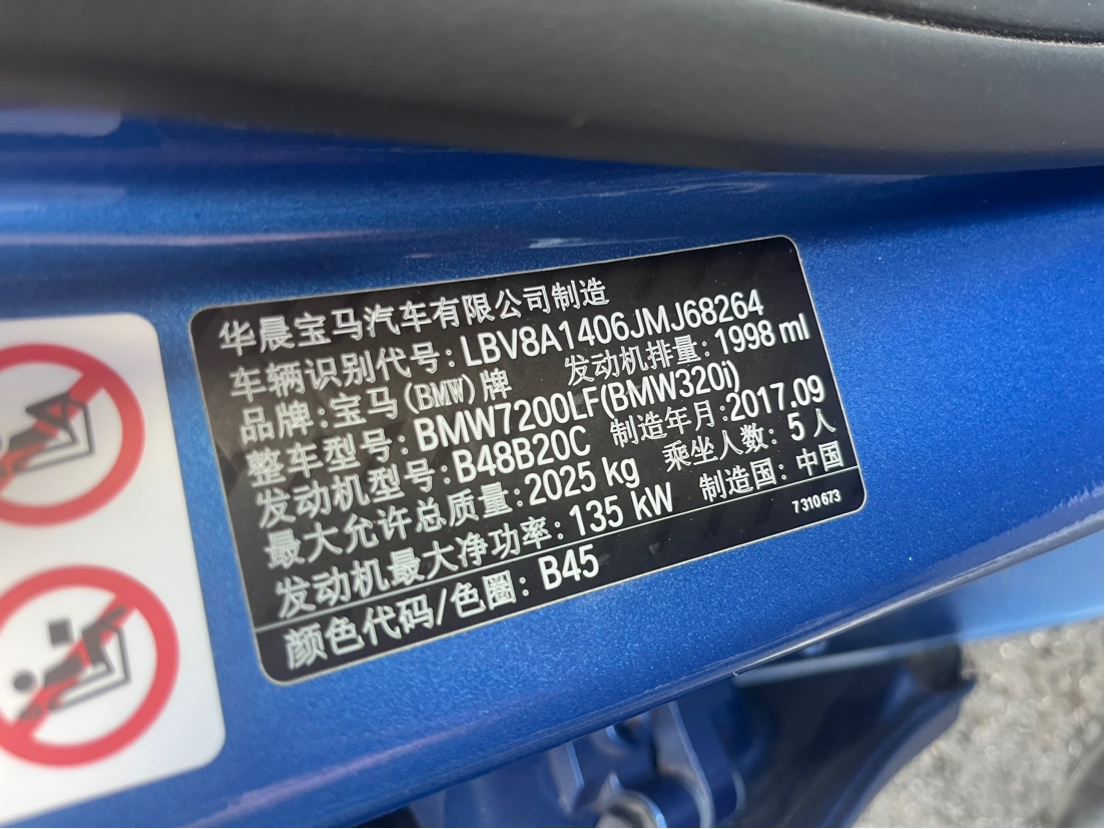 华晨宝马汽车有限公司制造
车辆识别代号: LBV8A1406JMJ68264
品牌: 宝马(BMW)牌 发动机排量: 1998 ml
整车型号: BMW7200LF(BMW320i)
发动机型号: B48B20C 制造年月: 2017.09
最大允许总质量: 2025 kg 乘坐人数: 5 人
发动机最大净功率: 135 kW 制造国: 中国
颜色代码/色圈: B45 7 310 673